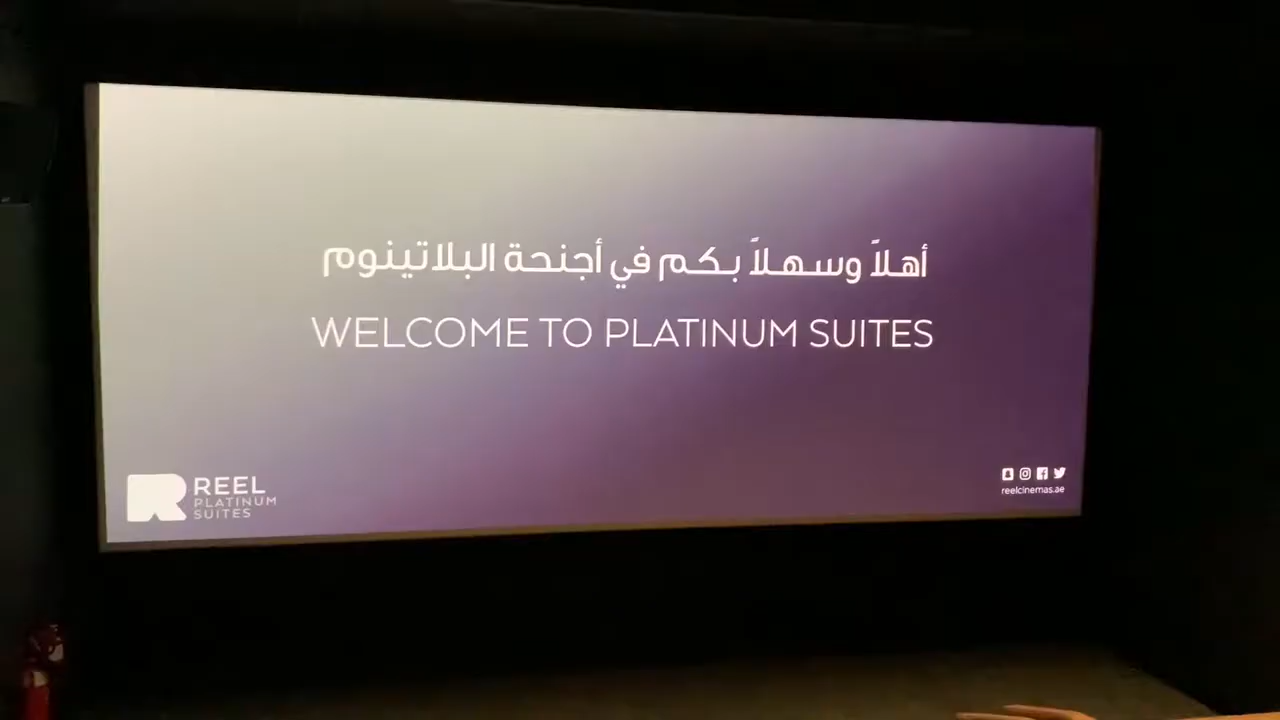 أهلاً وسهلاً بكم في أجنحة البلاتينوم
WELCOME TO PLATINUM SUITES
REEL
PLATINUM
SUITES
reelcinemas.ae